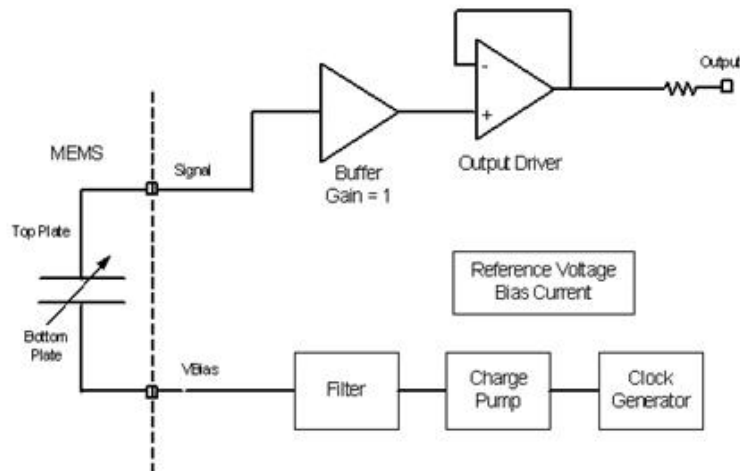 MEMS
Signal
Top Plate
Bottom
Plate
VBias
Buffer
Gain = 1
-
+
Output Driver
Output
Reference Voltage
Bias Current
Filter
Charge
Pump
Clock
Generator